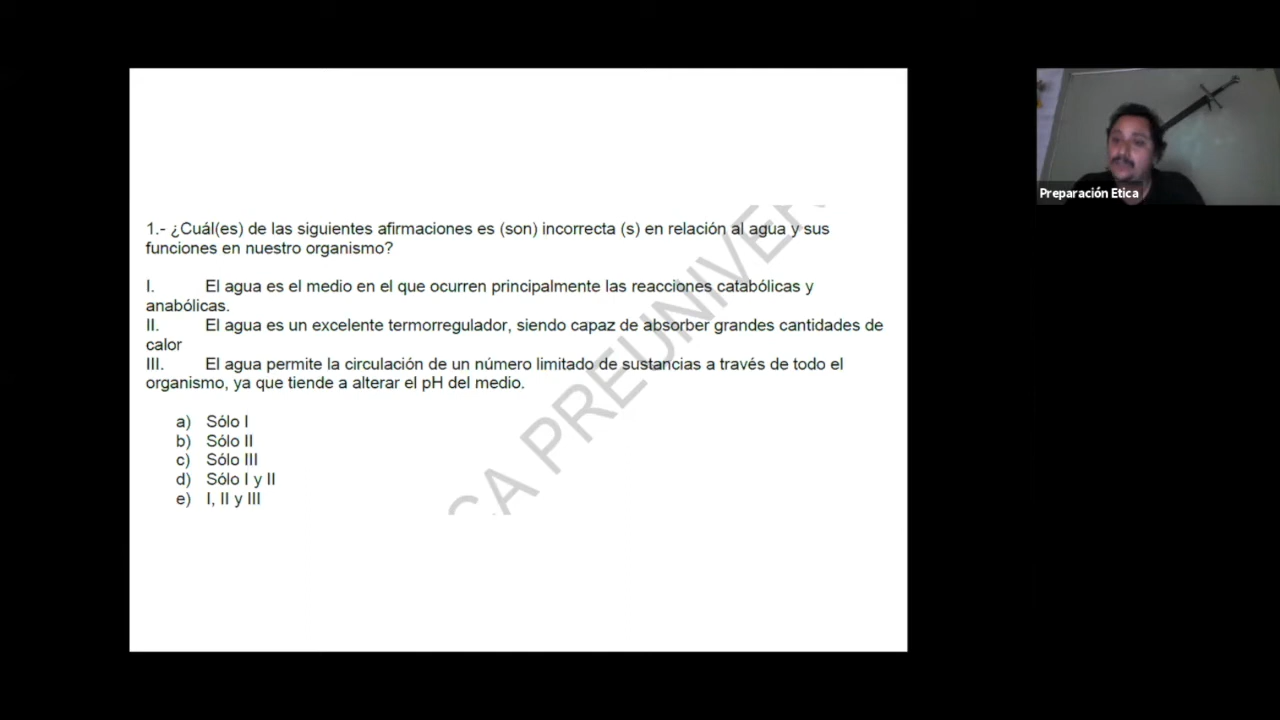 1.- ¿Cuál(es) de las siguientes afirmaciones es (son) incorrecta (s) en relación al agua y sus
funciones en nuestro organismo?
I. El agua es el medio en el que ocurren principalmente las reacciones catabólicas y
anabólicas.
II. El agua es un excelente termorregulador, siendo capaz de absorber grandes cantidades de
calor
III. El agua permite la circulación de un número limitado de sustancias a través de todo el
organismo, ya que tiende a alterar el pH del medio.
a) Sólo I
b) Sólo II
c) Sólo III
d) Sólo I y II
e) I, II y III
CA PREUNIVER
Preparación Etica